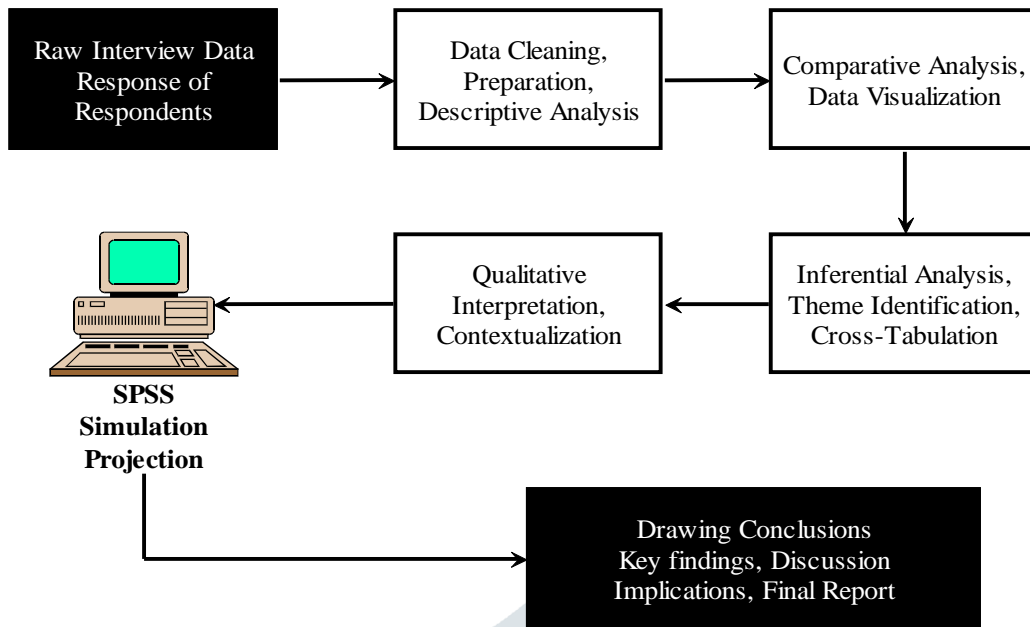 Raw Interview Data
Response of
Respondents
Data Cleaning,
Preparation,
Descriptive Analysis
Comparative Analysis,
Data Visualization
Inferential Analysis,
Theme Identification,
Cross-Tabulation
Qualitative
Interpretation,
Contextualization
SPSS
Simulation
Projection
Drawing Conclusions
Key findings, Discussion
Implications, Final Report